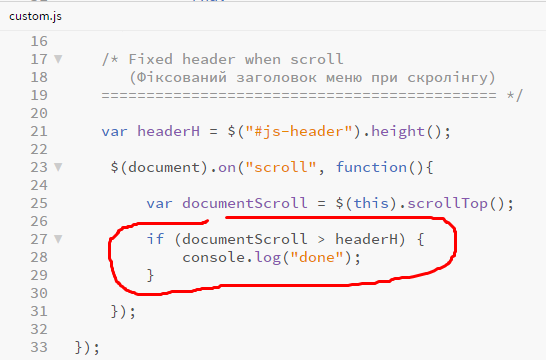 custom.js
16
17 /* Fixed header when scroll
18 (Фіксований заголовок меню при скролінгу)
19 ============================================ */
20
21 var headerH = $("#js-header").height();
22
23 $(document).on("scroll", function(){
24
25 var documentScroll = $(this).scrollTop();
26
27 if (documentScroll > headerH) {
28 console.log("done");
29 }
30
31 });
32
33 });